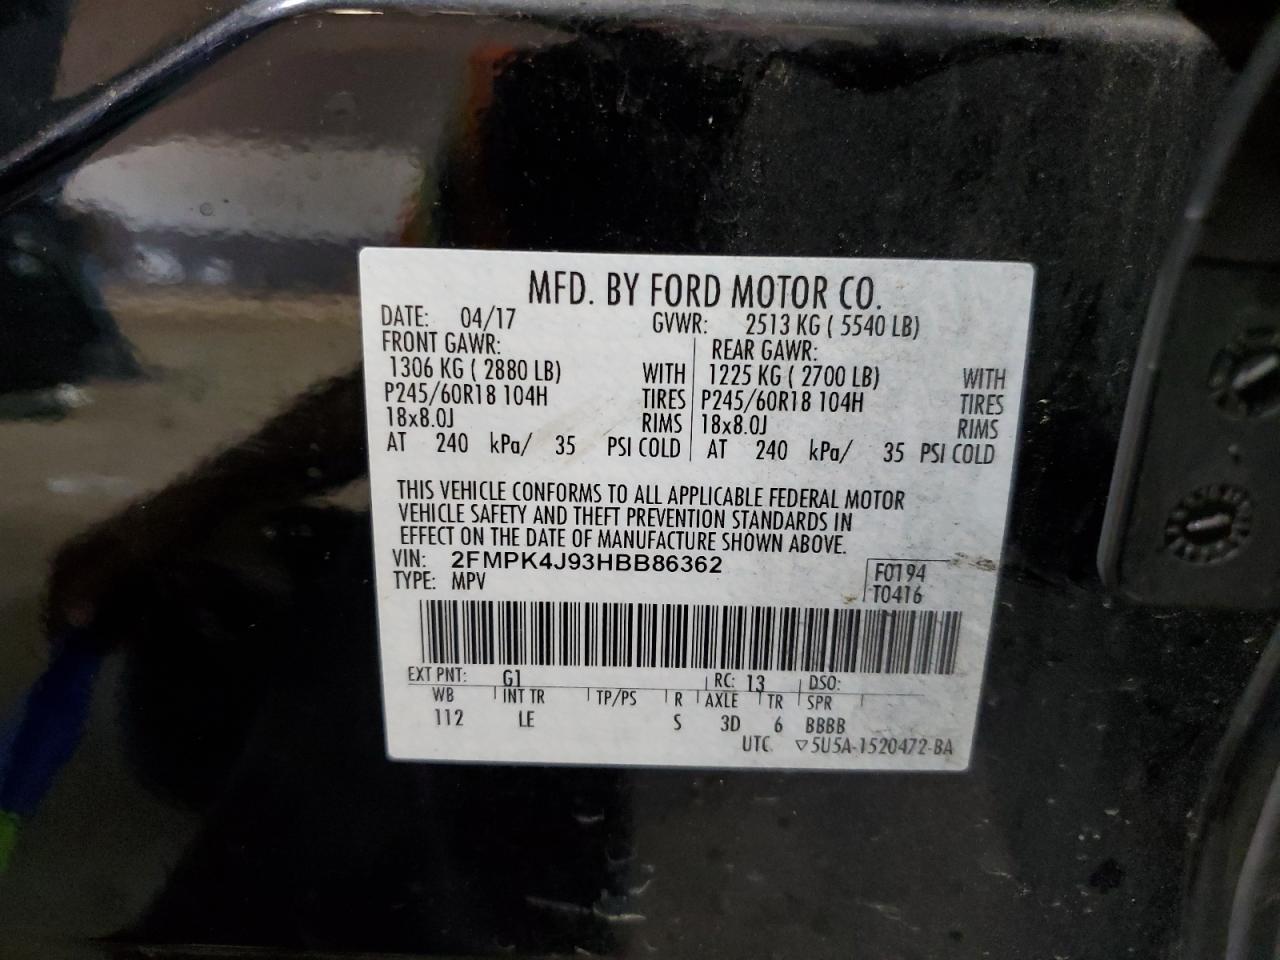 MFD. BY FORD MOTOR CO.
DATE: 04/17 GVWR: 2513 KG ( 5540 LB)
FRONT GAWR: REAR GAWR:
1306 KG ( 2880 LB) WITH 1225 KG ( 2700 LB) WITH
P245/60R18 104H TIRES P245/60R18 104H TIRES
18x8.0J RIMS 18x8.0J RIMS
AT 240 kPa/ 35 PSI COLD AT 240 kPa/ 35 PSI COLD
THIS VEHICLE CONFORMS TO ALL APPLICABLE FEDERAL MOTOR
VEHICLE SAFETY AND THEFT PREVENTION STANDARDS IN
EFFECT ON THE DATE OF MANUFACTURE SHOWN ABOVE.
VIN: 2FMPK4J93HBB86362 F0194
TYPE: MPV T0416
EXT PNT: G1 RC: 13 DSO:
WB INT TR TP/PS R AXLE TR SPR
112 LE S 3D 6 BBBB
UTC ▽5U5A-1520472-BA